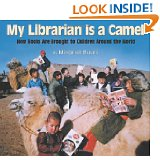 My Librarian is a Camel
How Books Are Brought to Children Around the World